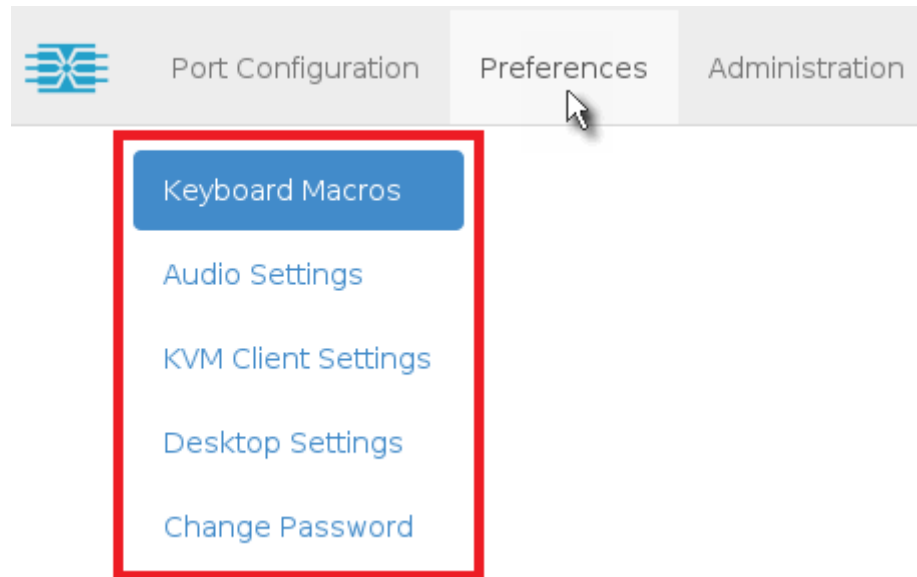 Port Configuration Preferences Administration
Keyboard Macros
Audio Settings
KVM Client Settings
Desktop Settings
Change Password